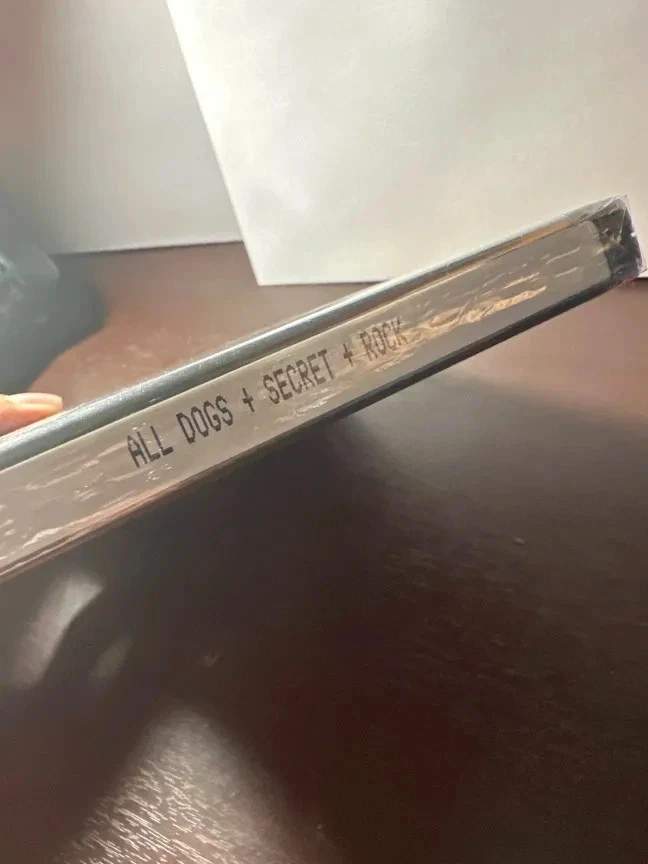 ALL DOGS + SECRET + ROCK